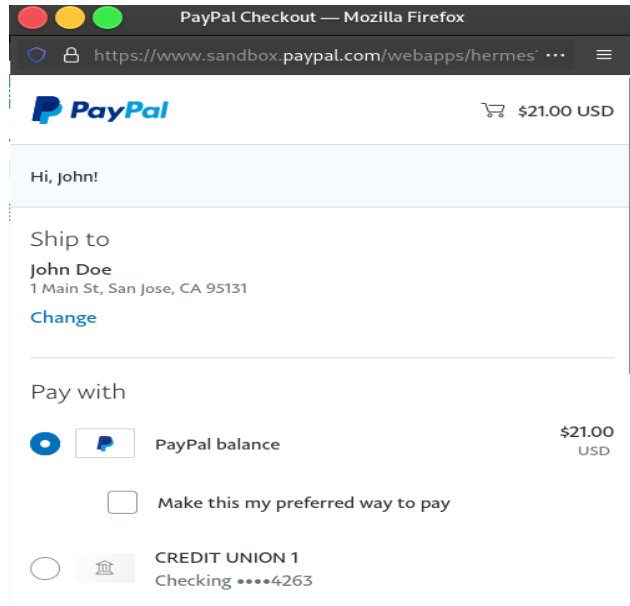 PayPal Checkout — Mozilla Firefox
https://www.sandbox.paypal.com/webapps/hermes ···
PayPal
$21.00 USD
Hi, John!
Ship to
John Doe
1 Main St, San Jose, CA 95131
Change
Pay with
PayPal balance
$21.00
USD
Make this my preferred way to pay
CREDIT UNION 1
Checking ••••4263